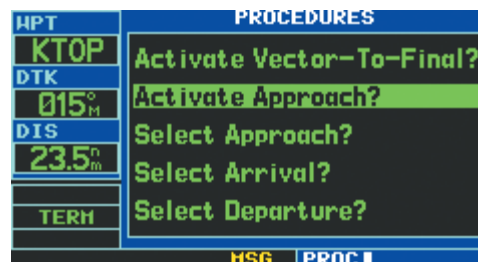 WPT
KTOP
DTK
015°M
DIS
23.5nm
TERM
PROCEDURES
Activate Vector-To-Final?
Activate Approach?
Select Approach?
Select Arrival?
Select Departure?
MSG PROC